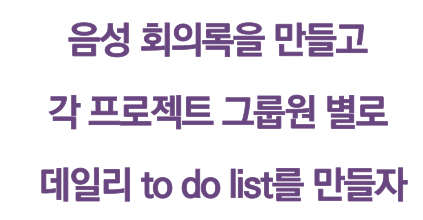 음성 회의록을 만들고
각 프로젝트 그룹원 별로
데일리 to do list를 만들자